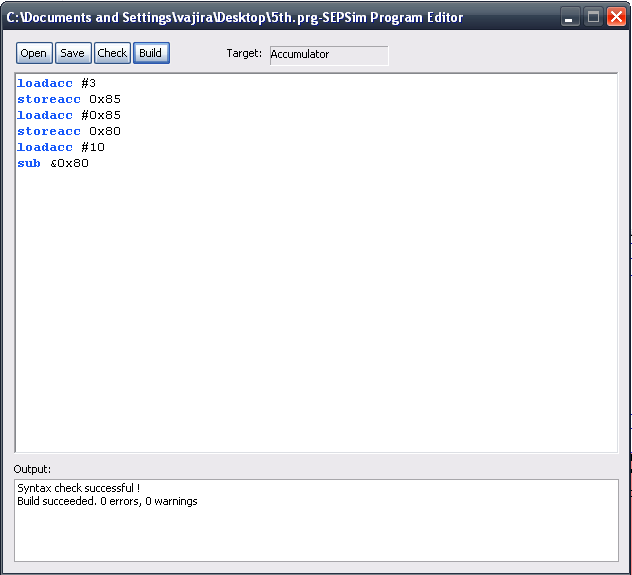 C:\Documents and Settings\vajira\Desktop\5th.prg-SEPSim Program Editor
Open Save Check Build Target: Accumulator
loadacc #3
storeacc 0x85
loadacc #0x85
storeacc 0x80
loadacc #10
sub &0x80
Output:
Syntax check successful !
Build succeeded. 0 errors, 0 warnings